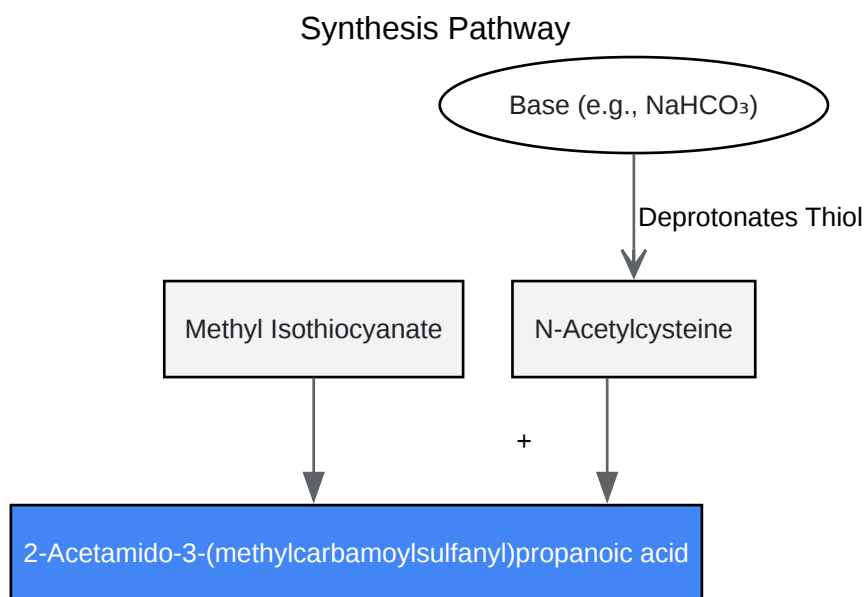 Synthesis Pathway
Base (e.g., NaHCO₃)
Deprotonates Thiol
Methyl Isothiocyanate
N-Acetylcysteine
+
2-Acetamido-3-(methylcarbamoylsulfanyl)propanoic acid